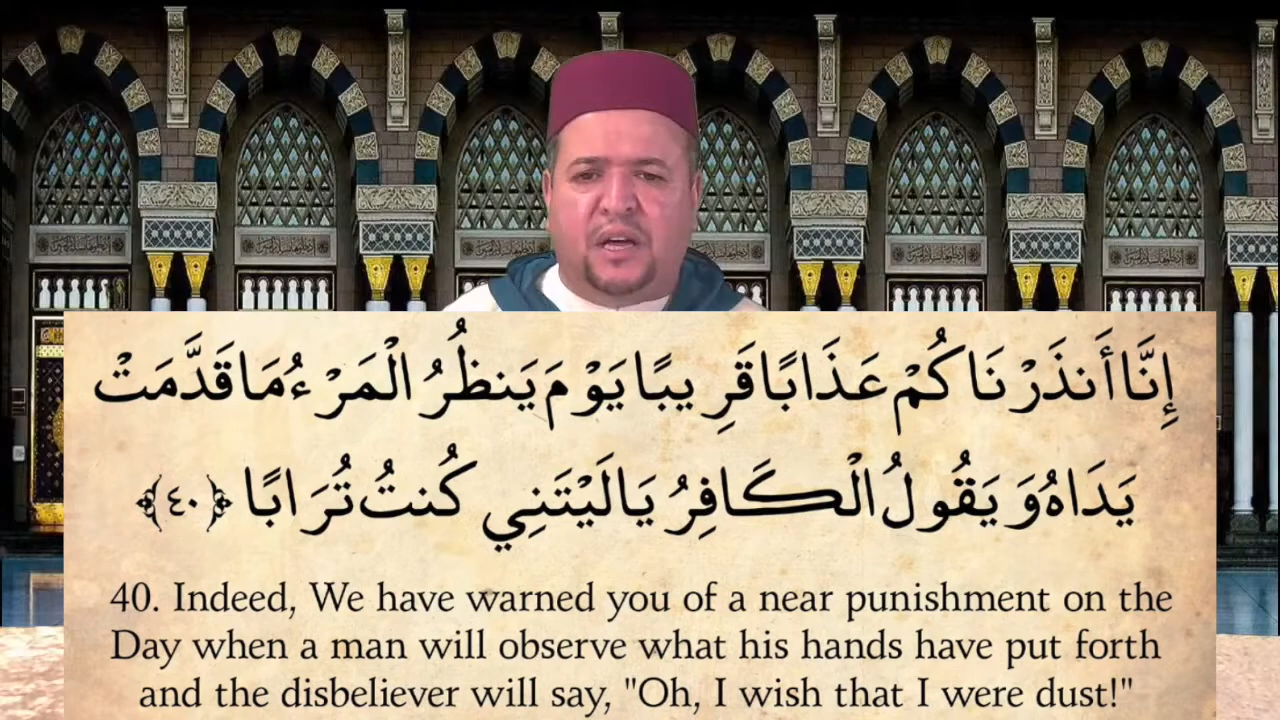 إِنَّا أَنذَرْنَاكُمْ عَذَابًا قَرِيبًا يَوْمَ يَنظُرُ الْمَرْءُ مَا قَدَّمَتْ
يَدَاهُ وَيَقُولُ الْكَافِرُ يَا لَيْتَنِي كُنتُ تُرَابًا ﴿٤٠﴾
40. Indeed, We have warned you of a near punishment on the
Day when a man will observe what his hands have put forth
and the disbeliever will say, "Oh, I wish that I were dust!"